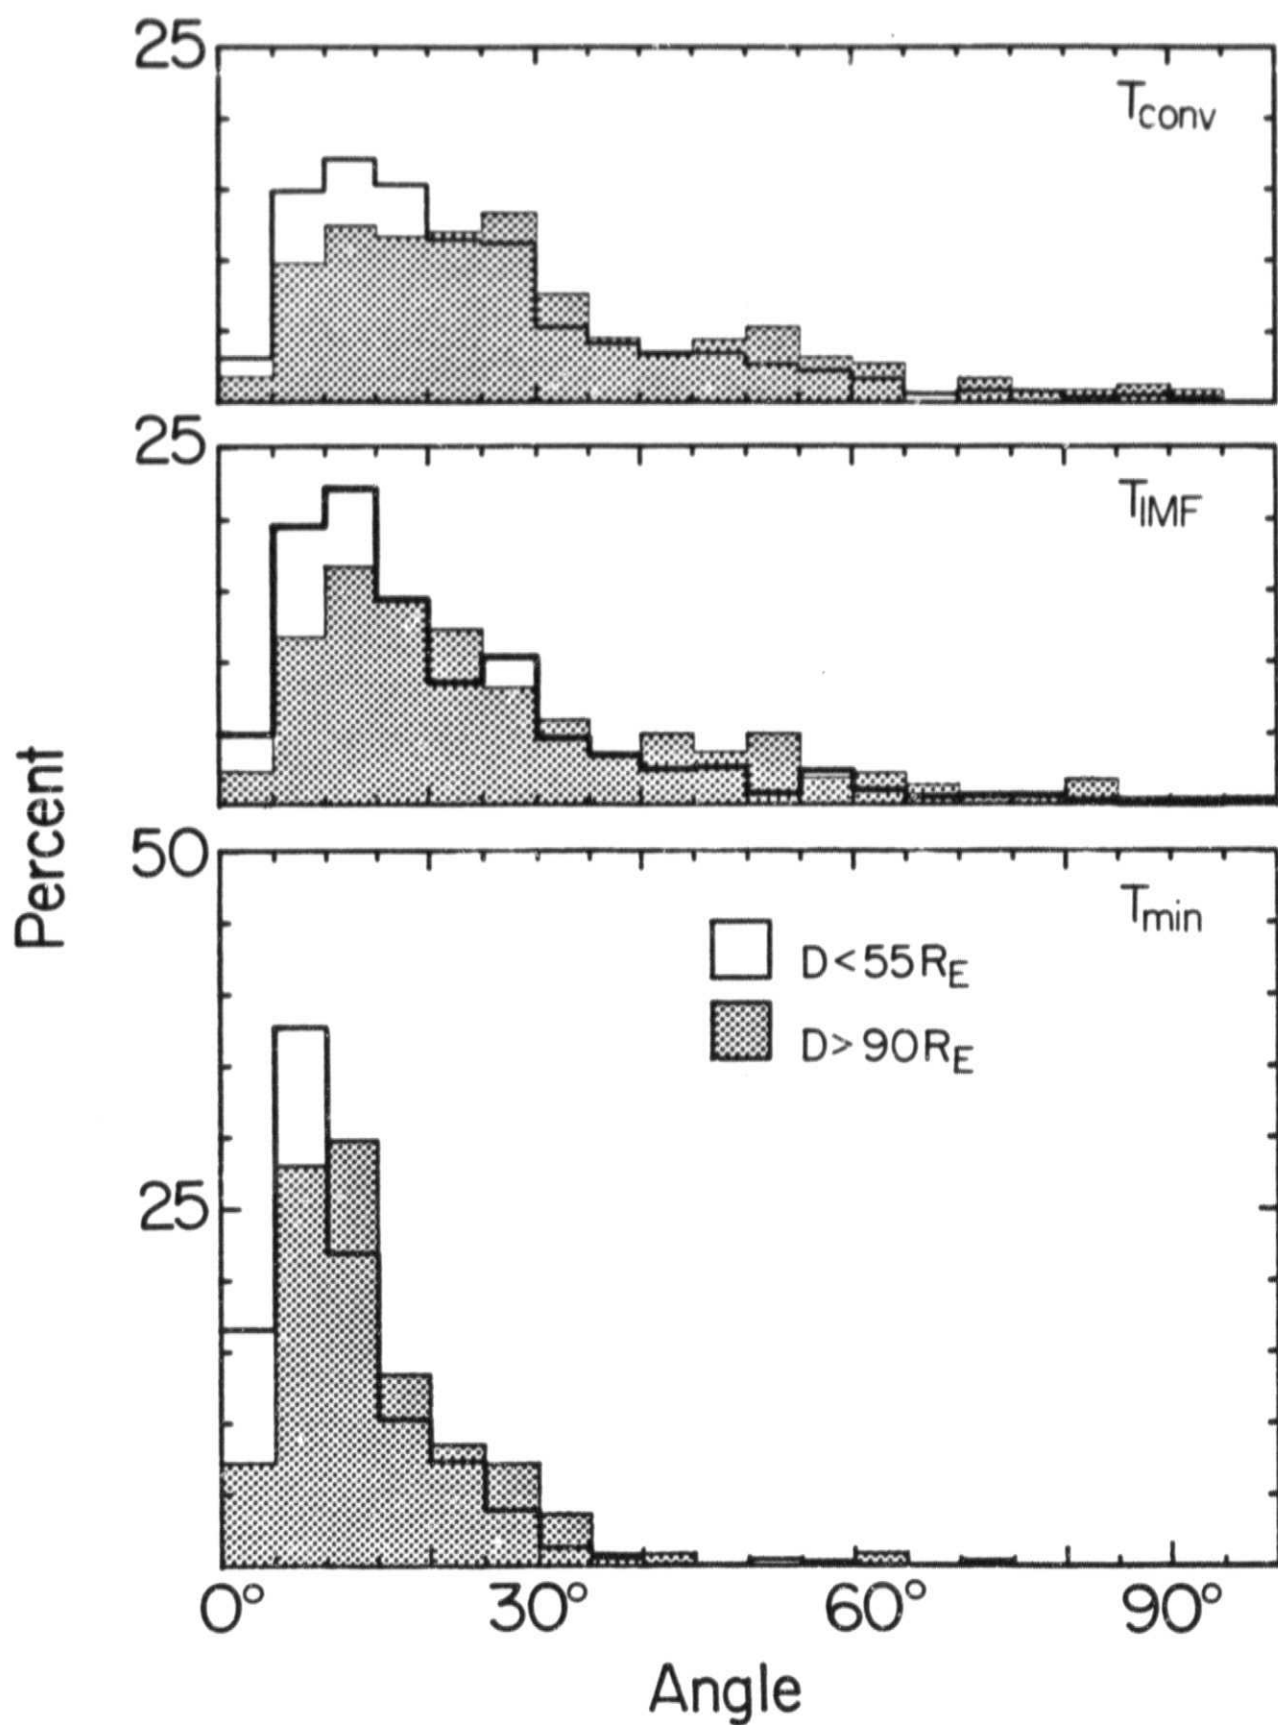 25
T_conv
25
T_IMF
Percent
50
T_min
D<55R_E
D>90R_E
25
0° 30° 60° 90°
Angle